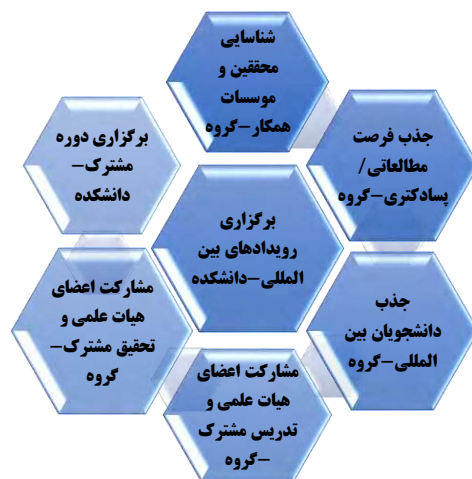 شناسایی
محققین و
موسسات
همکار-گروه
جذب فرصت
مطالعاتی/
پسادکتری-گروه
جذب
دانشجویان بین
المللی-گروه
مشارکت اعضای
هیات علمی و
تدریس مشترک
-گروه
مشارکت اعضای
هیات علمی و
تحقیق مشترک-
گروه
برگزاری دوره
مشترک-
دانشکده
برگزاری
رویدادهای بین
المللی-دانشکده